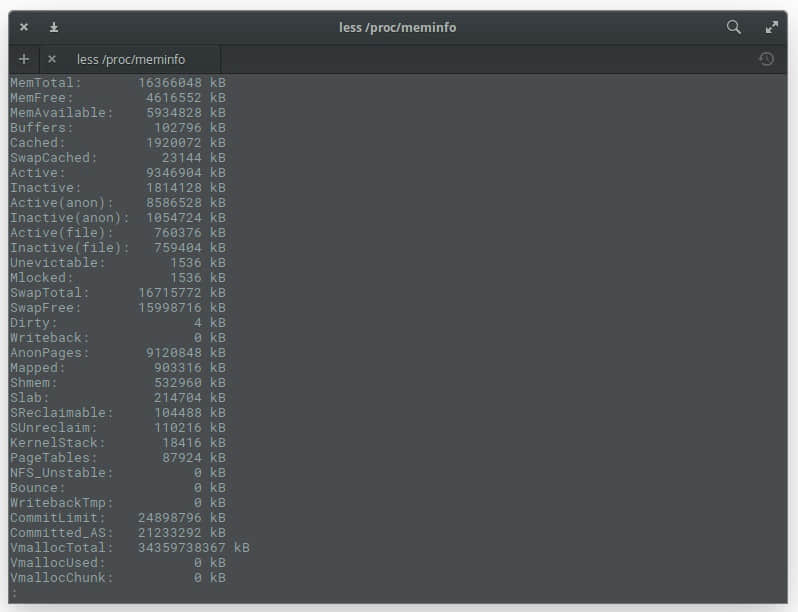 less /proc/meminfo
less /proc/meminfo
MemTotal:       16366048 kB
MemFree:         4616552 kB
MemAvailable:    5934828 kB
Buffers:          102796 kB
Cached:          1920072 kB
SwapCached:        23144 kB
Active:          9346904 kB
Inactive:        1814128 kB
Active(anon):    8586528 kB
Inactive(anon):  1054724 kB
Active(file):     760376 kB
Inactive(file):   759404 kB
Unevictable:        1536 kB
Mlocked:            1536 kB
SwapTotal:      16715772 kB
SwapFree:       15998716 kB
Dirty:                 4 kB
Writeback:             0 kB
AnonPages:       9120848 kB
Mapped:           903316 kB
Shmem:            532960 kB
Slab:             214704 kB
SReclaimable:     104488 kB
SUnreclaim:       110216 kB
KernelStack:       18416 kB
PageTables:        87924 kB
NFS_Unstable:          0 kB
Bounce:                0 kB
WritebackTmp:          0 kB
CommitLimit:    24898796 kB
Committed_AS:   21233292 kB
VmallocTotal:   34359738367 kB
VmallocUsed:           0 kB
VmallocChunk:          0 kB
: